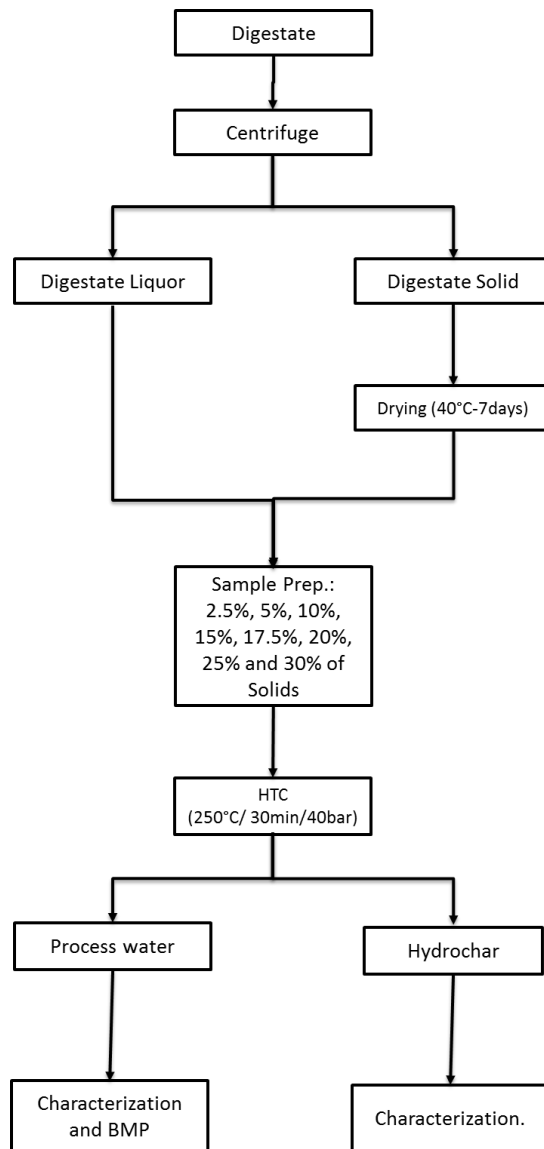 Digestate
Centrifuge
Digestate Liquor
Digestate Solid
Drying (40°C-7days)
Sample Prep.:
2.5%, 5%, 10%,
15%, 17.5%, 20%,
25% and 30% of
Solids
HTC
(250°C/ 30min/40bar)
Process water
Hydrochar
Characterization
and BMP
Characterization.